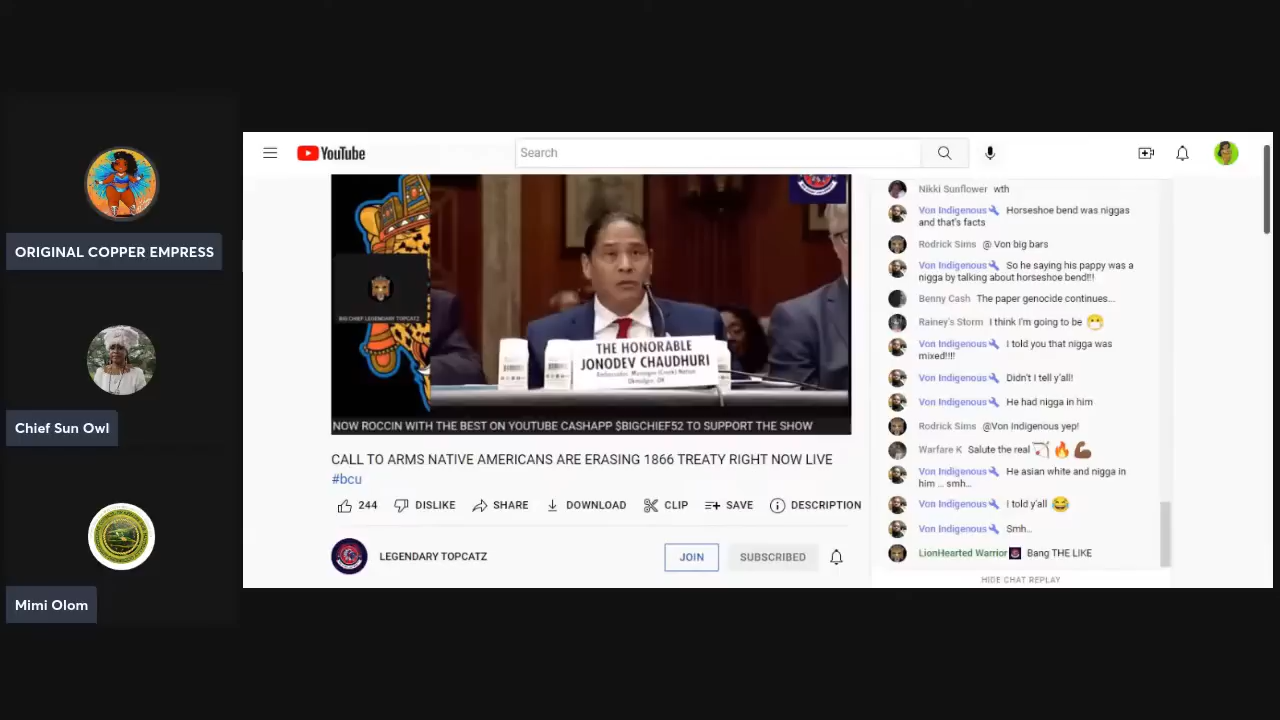 ORIGINAL COPPER EMPRESS
Chief Sun Owl
Mimi Olom
YouTube
Search
BIG CHIEF LEGENDARY TOPCATZ
THE HONORABLE
JONODEV CHAUDHURI
Nation
OK
NOW ROCCIN WITH THE BEST ON YOUTUBE CASHAPP $BIGCHIEF52 TO SUPPORT THE SHOW
CALL TO ARMS NATIVE AMERICANS ARE ERASING 1866 TREATY RIGHT NOW LIVE
#bcu
244 DISLIKE SHARE DOWNLOAD CLIP SAVE DESCRIPTION
LEGENDARY TOPCATZ
JOIN SUBSCRIBED
Nikki Sunflower wth
Von Indigenous Horseshoe bend was niggas
and that's facts
Rodrick Sims @ Von big bars
Von Indigenous So he saying his pappy was a
nigga by talking about horseshoe bend!!!
Benny Cash The paper genocide continues...
Rainey's Storm I think I'm going to be 😷
Von Indigenous I told you that nigga was
mixed!!!!
Von Indigenous Didn't I tell y'all!
Von Indigenous He had nigga in him
Rodrick Sims @Von Indigenous yep!
Warfare K Salute the real 🏹 🔥 💪🏾
Von Indigenous He asian white and nigga in
him ... smh...
Von Indigenous I told y'all 😂
Von Indigenous Smh...
LionHearted Warrior Bang THE LIKE
HIDE CHAT REPLAY